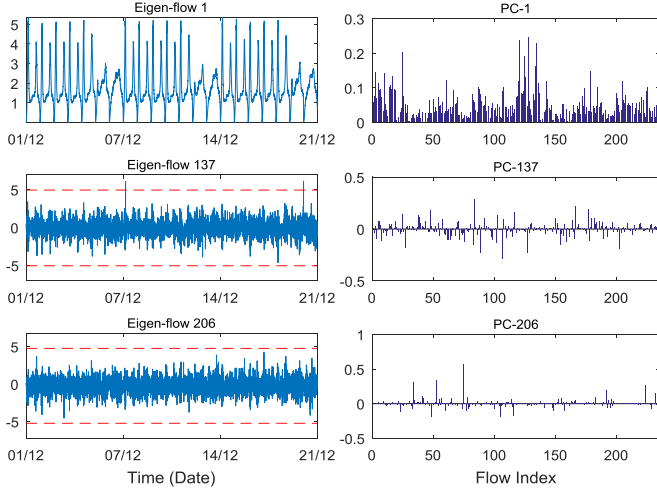 Eigen-flow 1
PC-1
5
4
3
2
1
01/12 07/12 14/12 21/12
0.3
0.2
0.1
0
0 50 100 150 200
Eigen-flow 137
PC-137
5
0
-5
01/12 07/12 14/12 21/12
0.5
0
-0.5
0 50 100 150 200
Eigen-flow 206
PC-206
5
0
-5
01/12 07/12 14/12 21/12
Time (Date)
1
0.5
0
-0.5
0 50 100 150 200
Flow Index